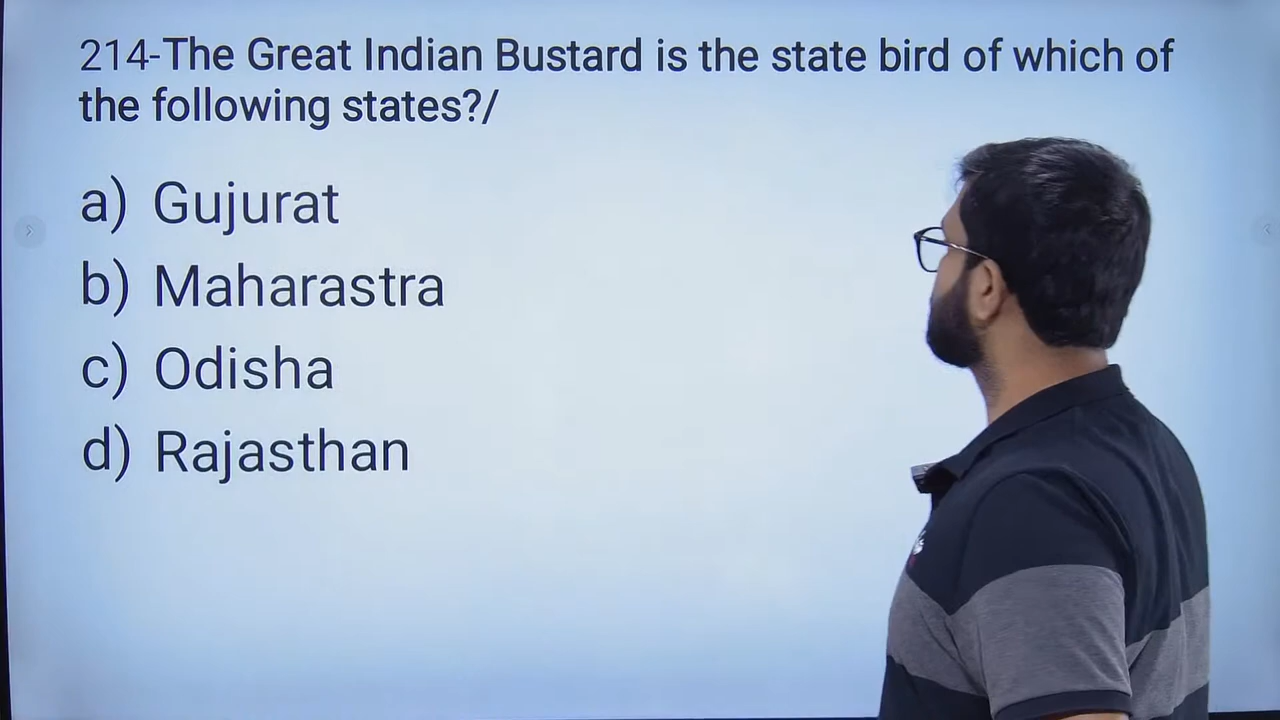 214-The Great Indian Bustard is the state bird of which of
the following states?/
a) Gujurat
b) Maharastra
c) Odisha
d) Rajasthan